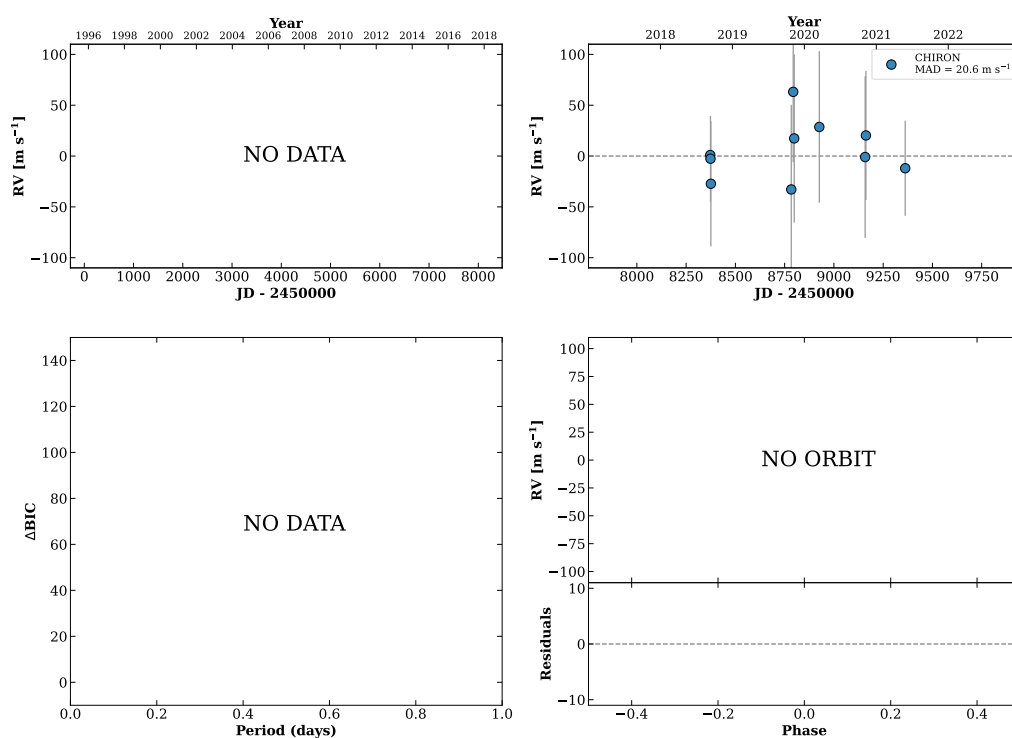 Year
1996 1998 2000 2002 2004 2006 2008 2010 2012 2014 2016 2018
100
50
0
−50
−100
RV [m s⁻¹]
NO DATA
0 1000 2000 3000 4000 5000 6000 7000 8000
JD - 2450000
Year
2018 2019 2020 2021 2022
100
50
0
−50
−100
RV [m s⁻¹]
CHIRON
MAD = 20.6 m s⁻¹
8000 8250 8500 8750 9000 9250 9500 9750
JD - 2450000
140
120
100
80
60
40
20
0
ΔBIC
NO DATA
0.0 0.2 0.4 0.6 0.8 1.0
Period (days)
100
75
50
25
0
−25
−50
−75
−100
RV [m s⁻¹]
NO ORBIT
10
0
−10
Residuals
−0.4 −0.2 0.0 0.2 0.4
Phase